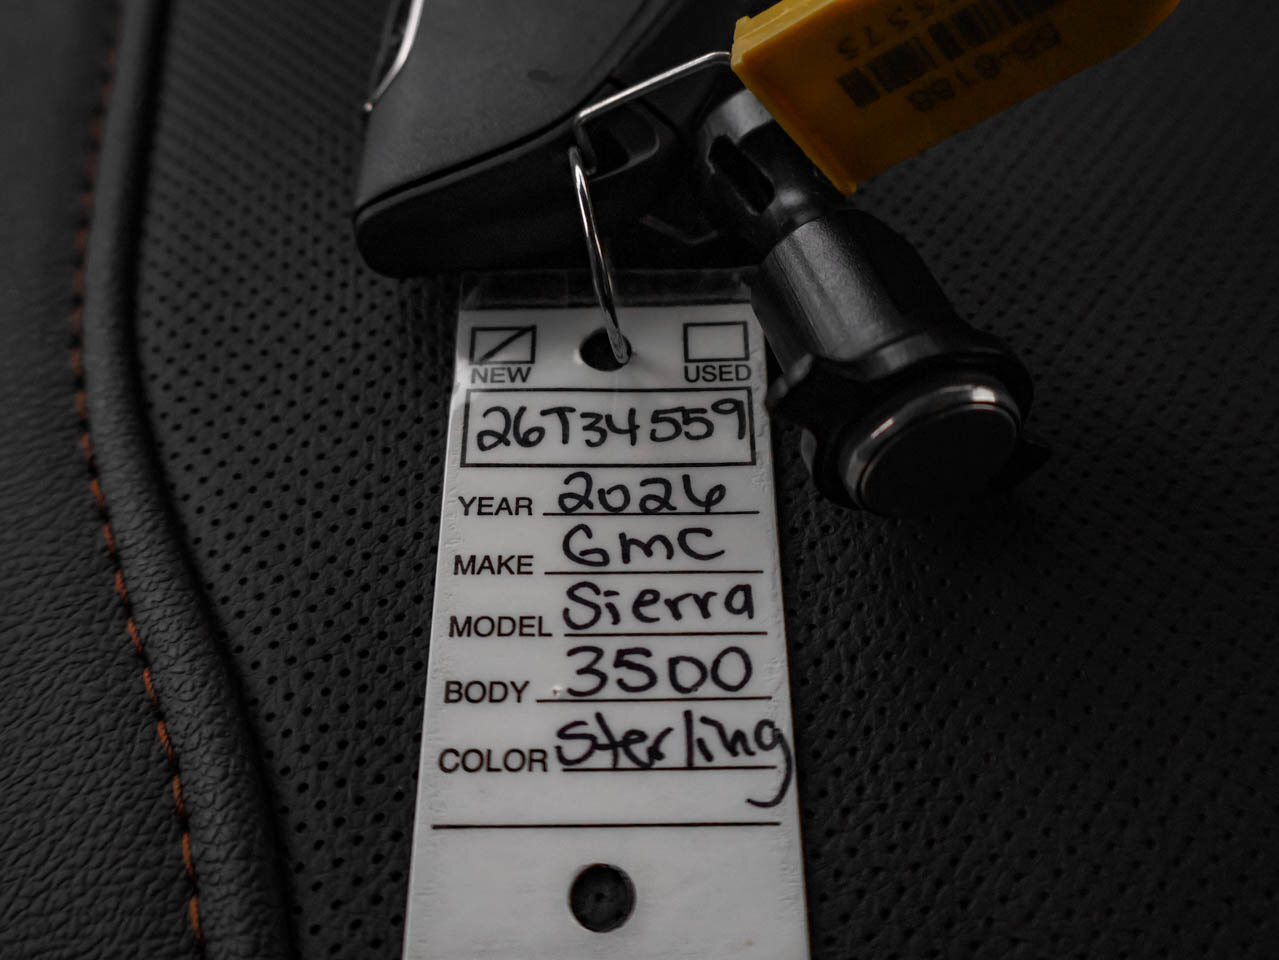 NEW USED
26T34559
YEAR 2026
MAKE GMC
MODEL Sierra
BODY 3500
COLOR Sterling